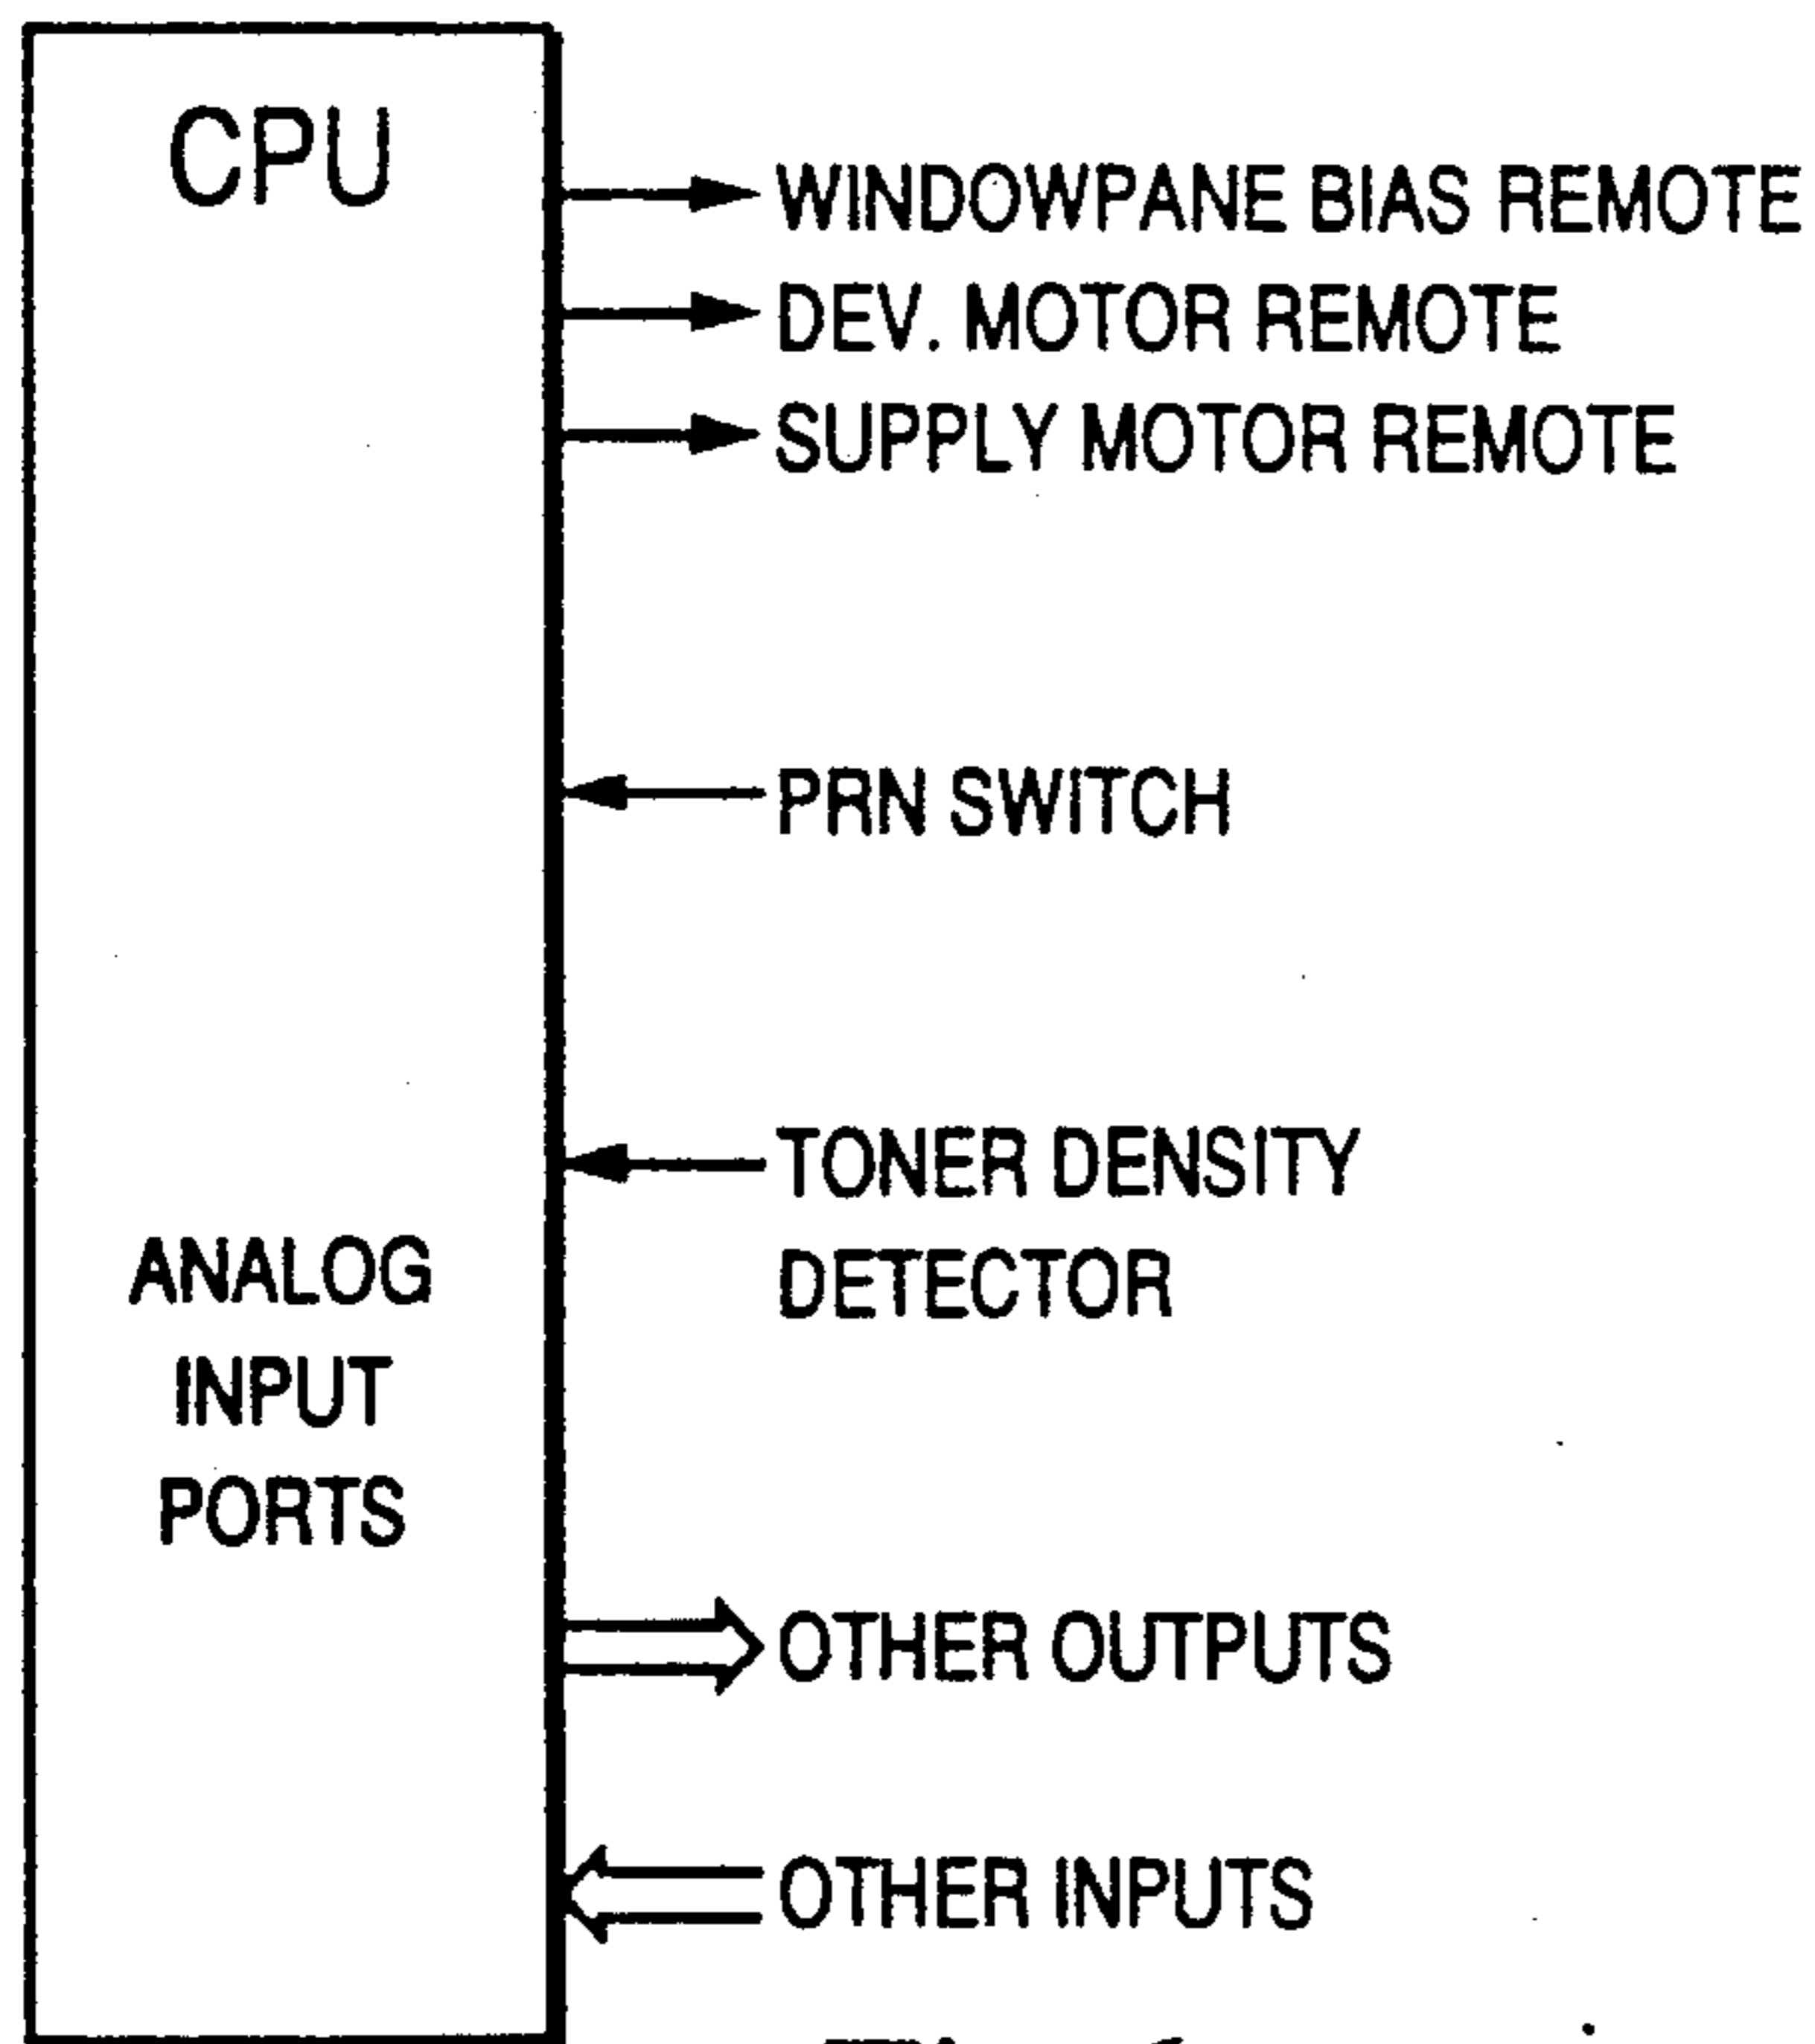 CPU
WINDOWPANE BIAS REMOTE
DEV. MOTOR REMOTE
SUPPLY MOTOR REMOTE
PRN SWITCH
TONER DENSITY
DETECTOR
ANALOG
INPUT
PORTS
OTHER OUTPUTS
OTHER INPUTS